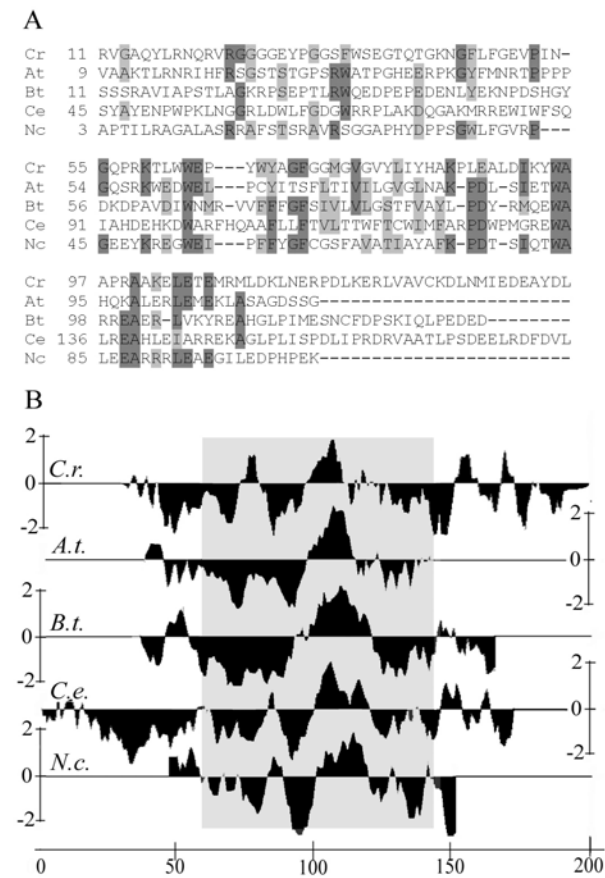 A
Cr 11 RVGAQYLRNQRVRGGGGEYPGGSFWSEGTQTGKNGFLFGEVPIN-
At 9 VAAKTLRNRIHFRSGSTSTGPSRWATPGHEERPKGYFMNRTPPPP
Bt 11 SSSRAVIAPSTLAGKRPSEPTLRWQEDPEPEDENLYEKNPDSHGY
Ce 45 SYAYENPWPKLNGGRLDWLFGDGWRRPLAKDQGAKMRREWIWFSQ
Nc 3 APTILRAGALASRRAFSTSRAVRSGGAPHYDPPSGWLFGVRP---
Cr 55 GQPRKTLWWEP---YWYAGFGGMGVGVYLIYHAKPLEALDIKYWA
At 54 GQSRKWEDWEL---PCYITSFLTIVILGVGLNAK-PDL-SIETWA
Bt 56 DKDPAVDIWNMR-VVFFFGFSIVLVLGSTFVAYL-PDY-RMQEWA
Ce 91 IAHDEHKDWARFHQAAFLLFTVLTTWFTCWIMFARPDWPMGREWA
Nc 45 GEEYKREGWEI---PFFYGFCGSFAVATIAYAFK-PDT-SIQTWA
Cr 97 APRAAKELETEMRMLDKLNERPDLKERLVAVCKDLNMIEDEAYDL
At 95 HQKALERLEMEKLASAGDSSG------------------------
Bt 98 RREAER-LVKYREAHGLPIMESNCFDPSKIQLPEDED--------
Ce 136 LREAHLEIARREKAGLPLISPDLIPRDRVAATLPSDEELRDFDVL
Nc 85 LEEARRRLEAEGILEDPHPEK------------------------
B
2
C.r.
0
-2
2
A.t.
0
-2
2
B.t.
0
-2
2
C.e.
0
-2
2
N.c.
0
-2
0 50 100 150 200